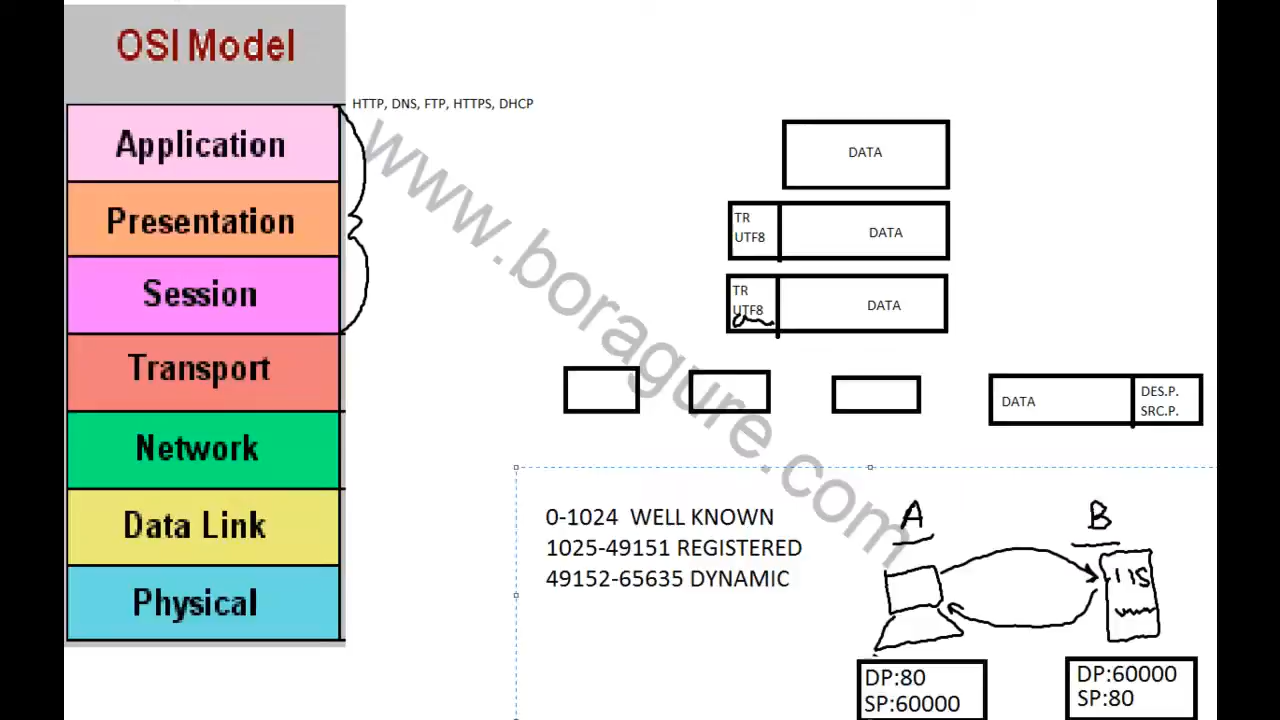 OSI Model
Application
Presentation
Session
Transport
Network
Data Link
Physical
HTTP, DNS, FTP, HTTPS, DHCP
www.boragure.com
DATA
TR
UTF8
DATA
TR
UTF8
DATA
DATA
DES.P.
SRC.P.
0-1024 WELL KNOWN
1025-49151 REGISTERED
49152-65635 DYNAMIC
A
B
IIS
DP:80
SP:60000
DP:60000
SP:80